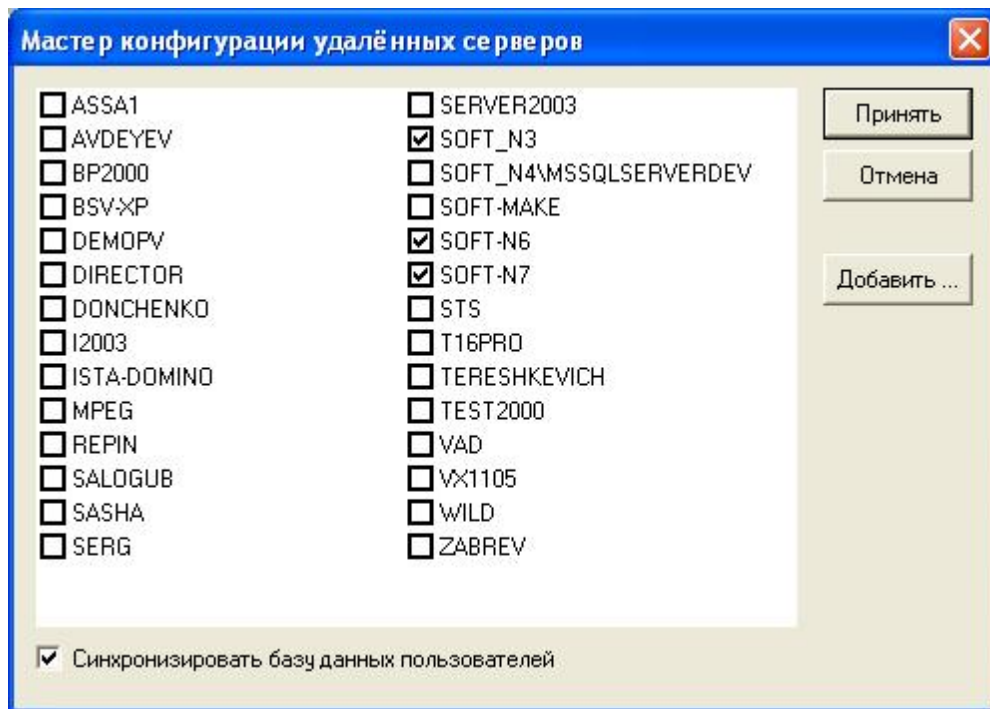 Мастер конфигурации удалённых серверов
ASSA1
AVDEYEV
BP2000
BSV-XP
DEMOPV
DIRECTOR
DONCHENKO
I2003
ISTA-DOMINO
MPEG
REPIN
SALOGUB
SASHA
SERG
SERVER2003
SOFT_N3
SOFT_N4\MSSQLSERVERDEV
SOFT-MAKE
SOFT-N6
SOFT-N7
STS
T16PRO
TERESHKEVICH
TEST2000
VAD
VX1105
WILD
ZABREV
Принять
Отмена
Добавить ...
Синхронизировать базу данных пользователей